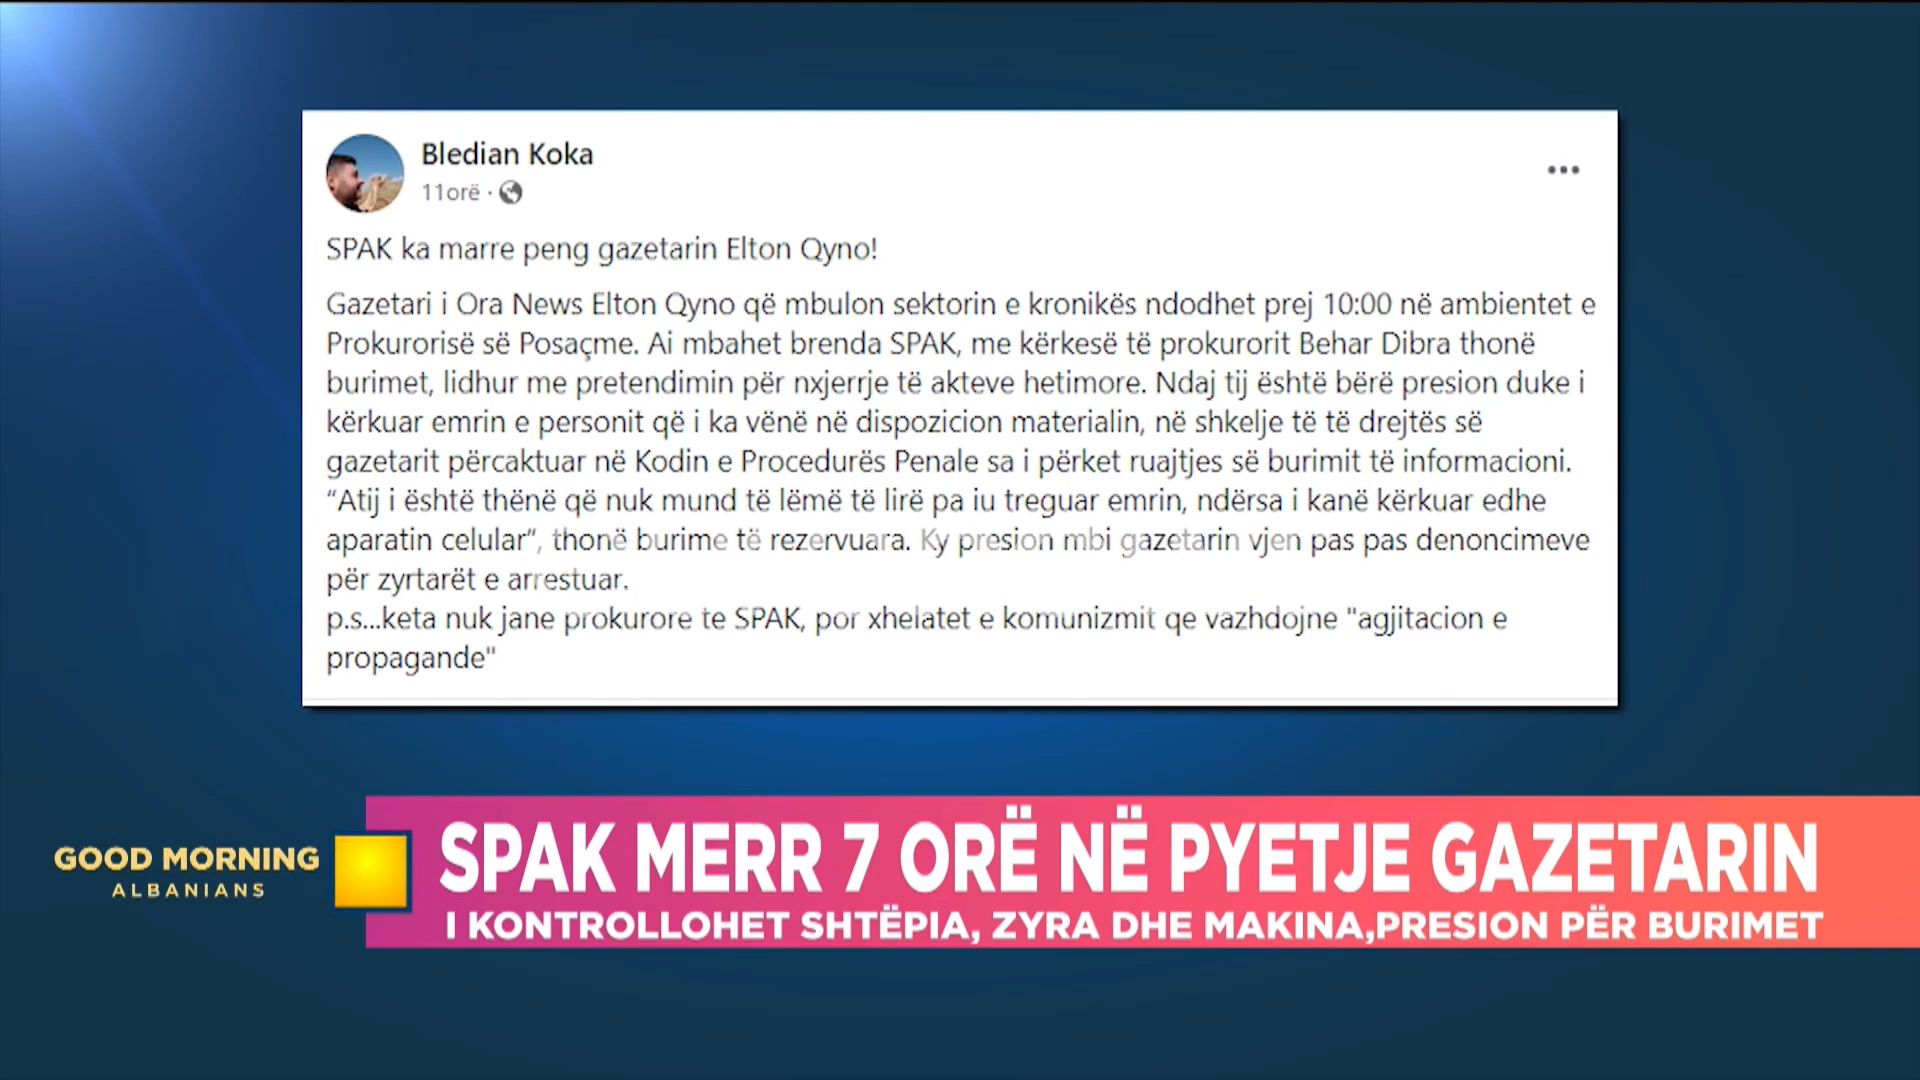 Bledian Koka
11orë ·
SPAK ka marre peng gazetarin Elton Qyno!
Gazetari i Ora News Elton Qyno që mbulon sektorin e kronikës ndodhet prej 10:00 në ambientet e
Prokurorisë së Posaçme. Ai mbahet brenda SPAK, me kërkesë të prokurorit Behar Dibra thonë
burimet, lidhur me pretendimin për nxjerrje të akteve hetimore. Ndaj tij është bërë presion duke i
kërkuar emrin e personit që i ka vënë në dispozicion materialin, në shkelje të të drejtës së
gazetarit përcaktuar në Kodin e Procedurës Penale sa i përket ruajtjes së burimit të informacioni.
“Atij i është thënë që nuk mund të lëmë të lirë pa iu treguar emrin, ndërsa i kanë kërkuar edhe
aparatin celular”, thonë burime të rezervuara. Ky presion mbi gazetarin vjen pas pas denoncimeve
për zyrtarët e arrestuar.
p.s...keta nuk jane prokurore te SPAK, por xhelatet e komunizmit qe vazhdojne "agjitacion e
propagande"
SPAK MERR 7 ORË NË PYETJE GAZETARIN
I KONTROLLOHET SHTËPIA, ZYRA DHE MAKINA,PRESION PËR BURIMET
GOOD MORNING
ALBANIANS